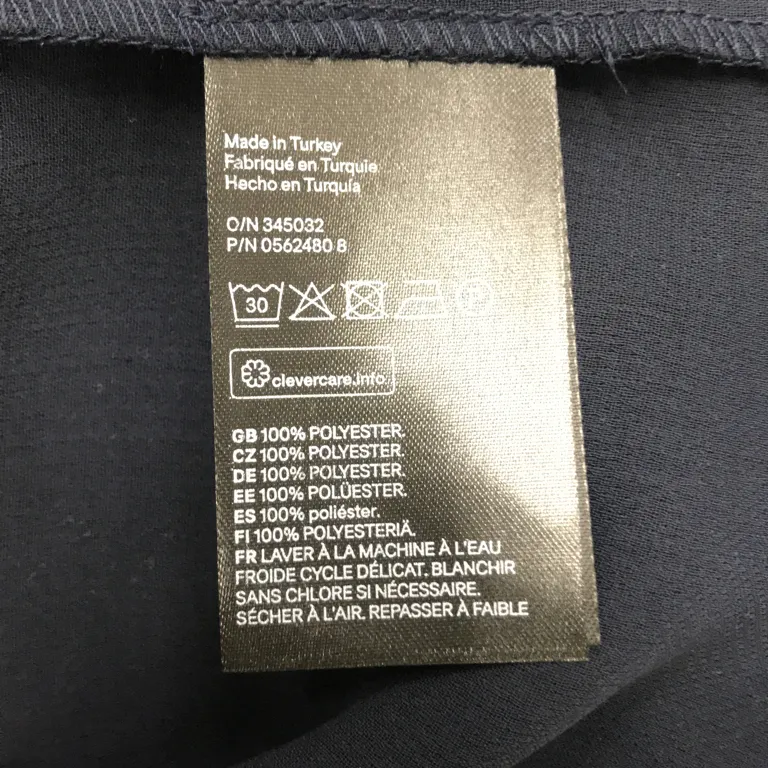 Made in Turkey
Fabriqué en Turquie
Hecho en Turquía
O/N 345032
P/N 0562480 8
30
clevercare.info
GB 100% POLYESTER.
CZ 100% POLYESTER.
DE 100% POLYESTER.
EE 100% POLÜESTER.
ES 100% poliéster.
FI 100% POLYESTERIÄ.
FR LAVER À LA MACHINE À L'EAU
FROIDE CYCLE DÉLICAT. BLANCHIR
SANS CHLORE SI NÉCESSAIRE.
SÉCHER À L'AIR. REPASSER À FAIBLE